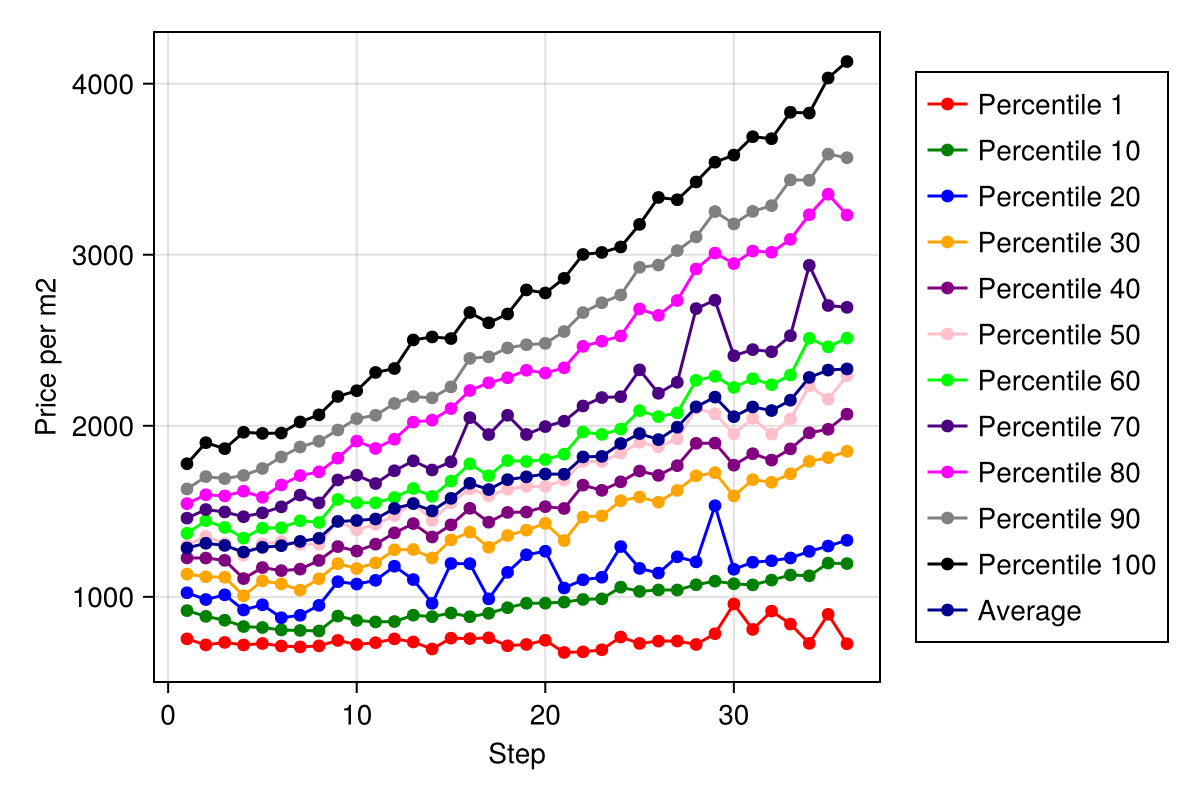 4000
3000
2000
1000
Price per m2
0
10
20
30
Step
Percentile 1
Percentile 10
Percentile 20
Percentile 30
Percentile 40
Percentile 50
Percentile 60
Percentile 70
Percentile 80
Percentile 90
Percentile 100
Average